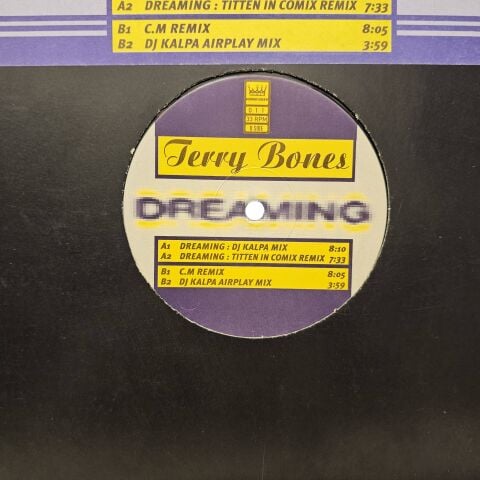 A2 DREAMING : TITTEN IN COMIX REMIX 7:33
B1 C.M REMIX 8:05
B2 DJ KALPA AIRPLAY MIX 3:59
011
33 RPM
Terry Bones
DREAMING
A1 DREAMING : DJ KALPA MIX 8:10
A2 DREAMING : TITTEN IN COMIX REMIX 7:33
B1 C.M REMIX 8:05
B2 DJ KALPA AIRPLAY MIX 3:59